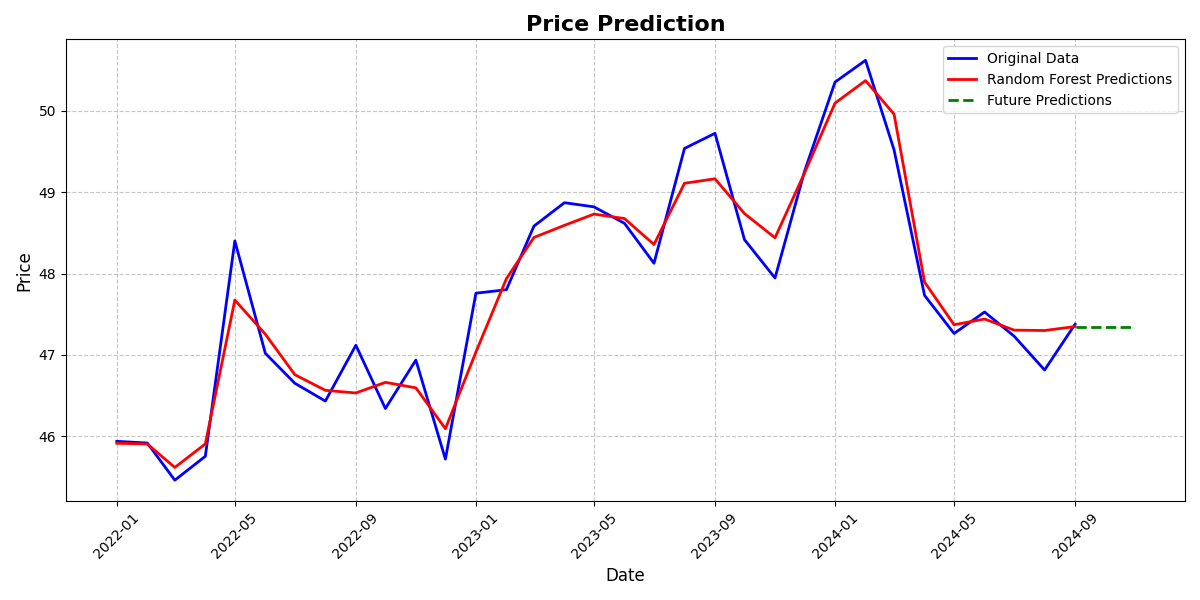 Price Prediction
Original Data
Random Forest Predictions
Future Predictions
Price
50
49
48
47
46
2022-01
2022-05
2022-09
2023-01
2023-05
2023-09
2024-01
2024-05
2024-09
Date